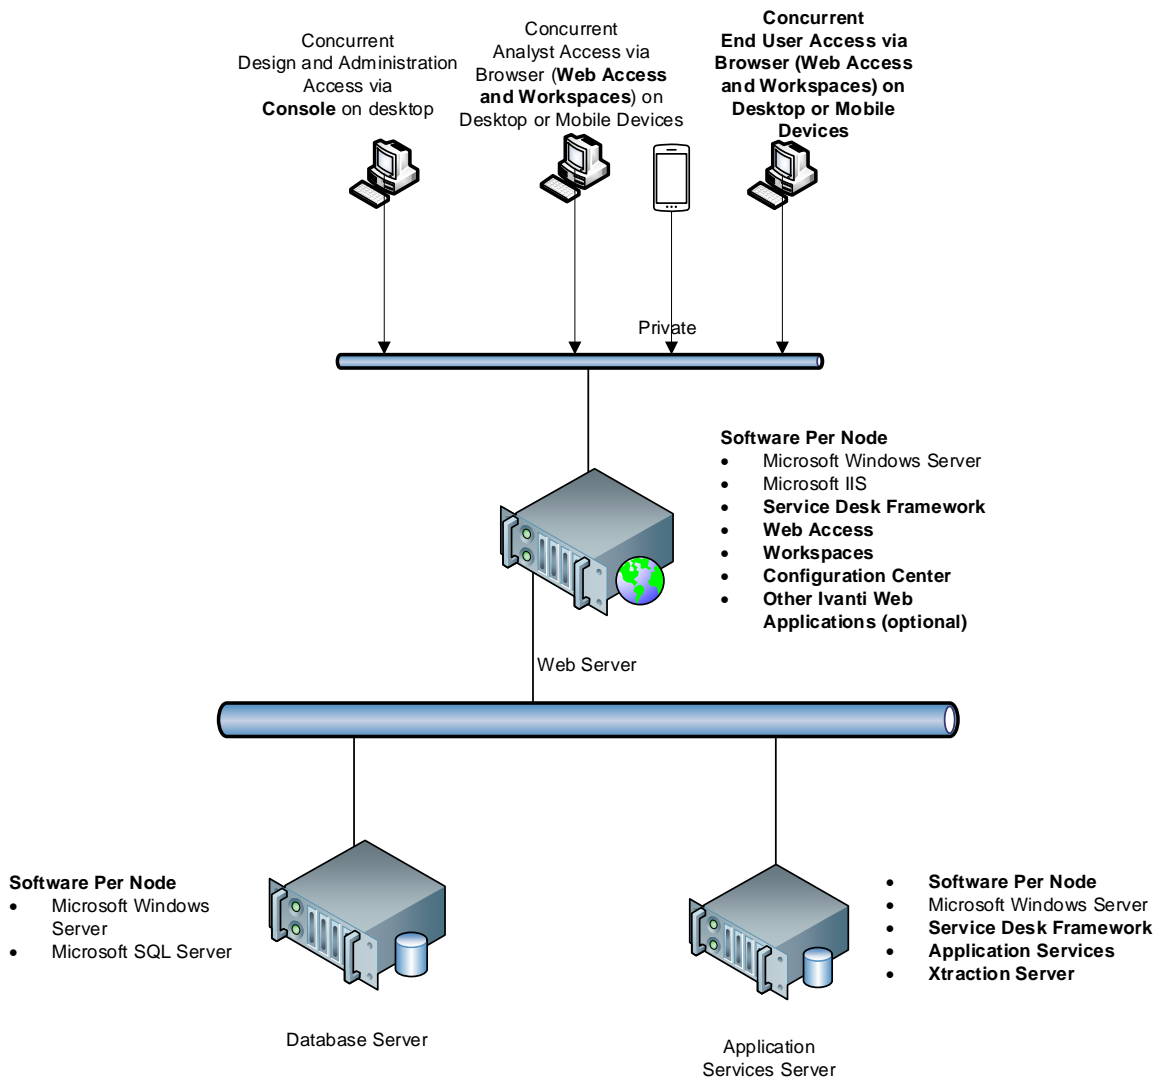 Concurrent
Design and Administration
Access via
Console on desktop
Concurrent
Analyst Access via
Browser (Web Access
and Workspaces) on
Desktop or Mobile Devices
Concurrent
End User Access via
Browser (Web Access
and Workspaces) on
Desktop or Mobile
Devices
Private
Software Per Node
• Microsoft Windows Server
• Microsoft IIS
• Service Desk Framework
• Web Access
• Workspaces
• Configuration Center
• Other Ivanti Web
Applications (optional)
Web Server
Software Per Node
• Microsoft Windows
Server
• Microsoft SQL Server
Database Server
• Software Per Node
• Microsoft Windows Server
• Service Desk Framework
• Application Services
• Xtraction Server
Application
Services Server